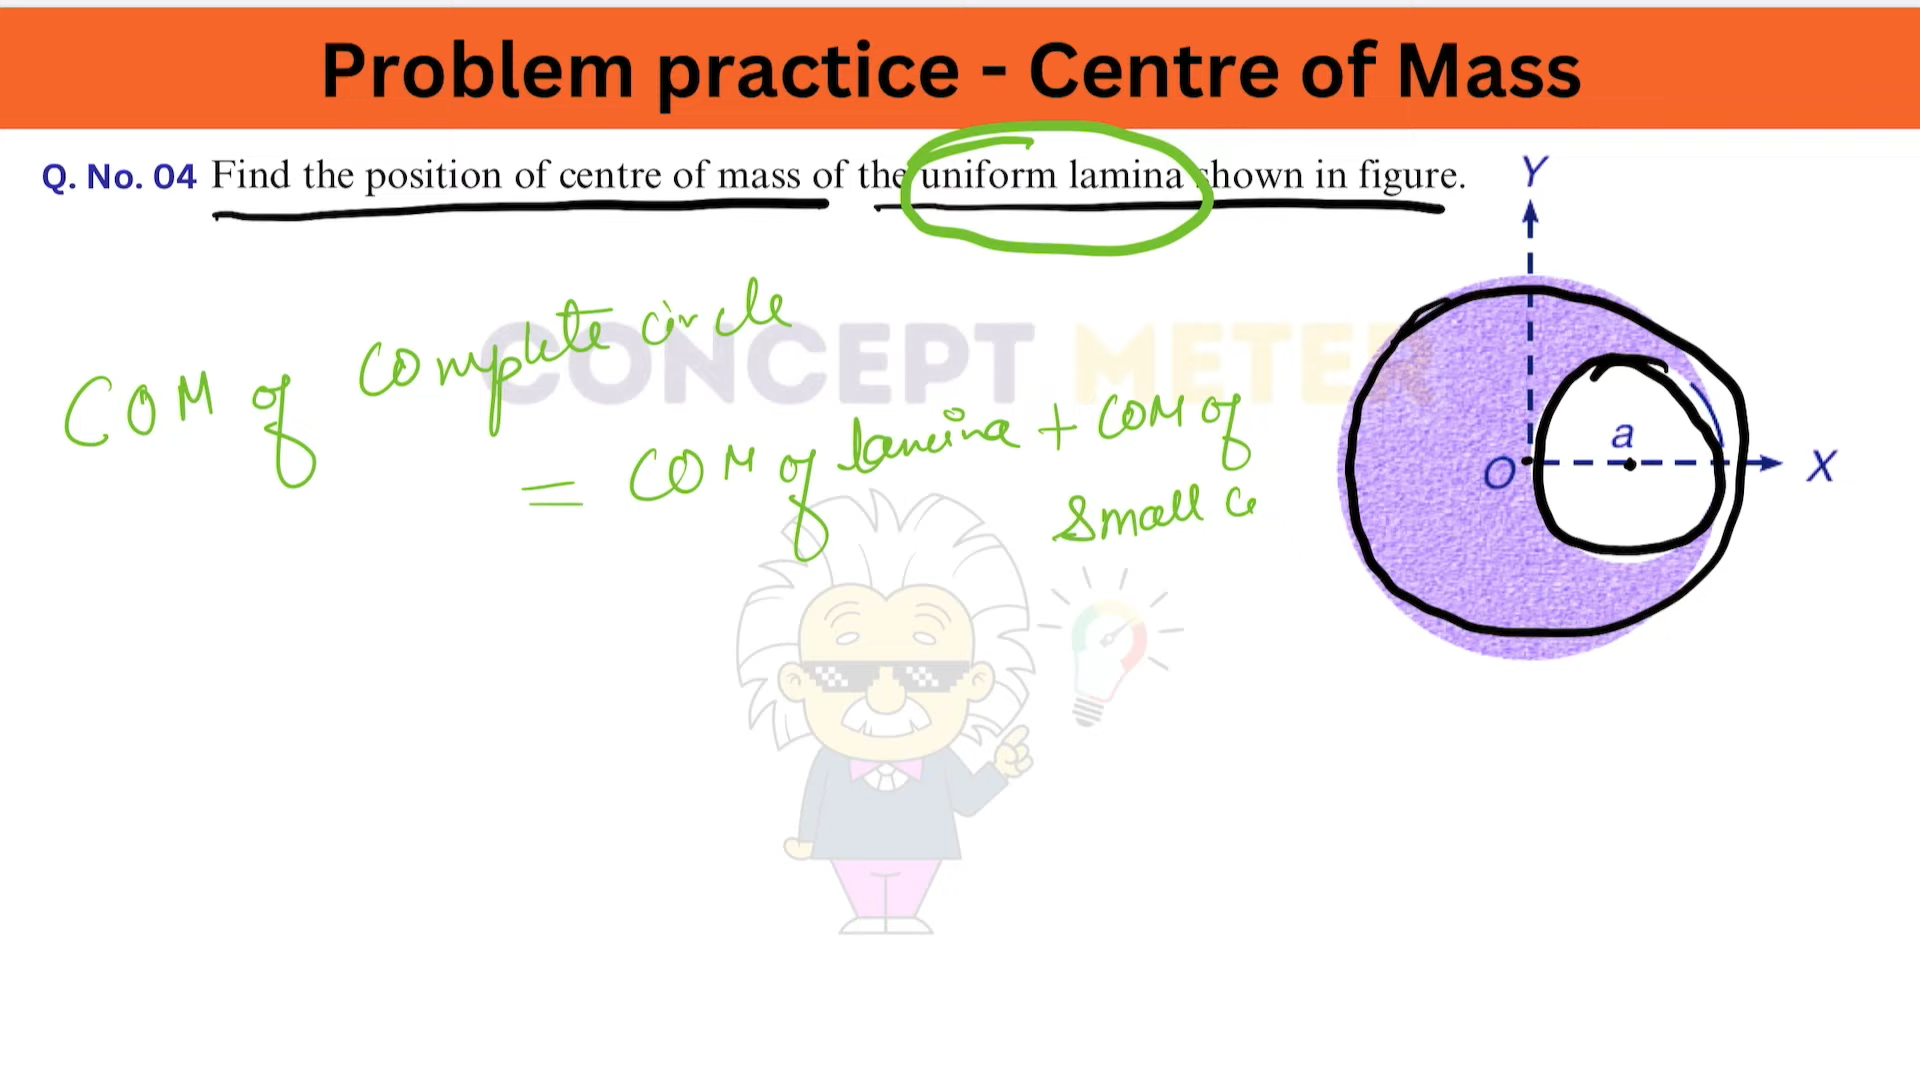 Problem practice - Centre of Mass
Q. No. 04 Find the position of centre of mass of the uniform lamina shown in figure.
Y
CONCEPT METER
COM of complete circle
= COM of lamina + COM of
small
a
O
X